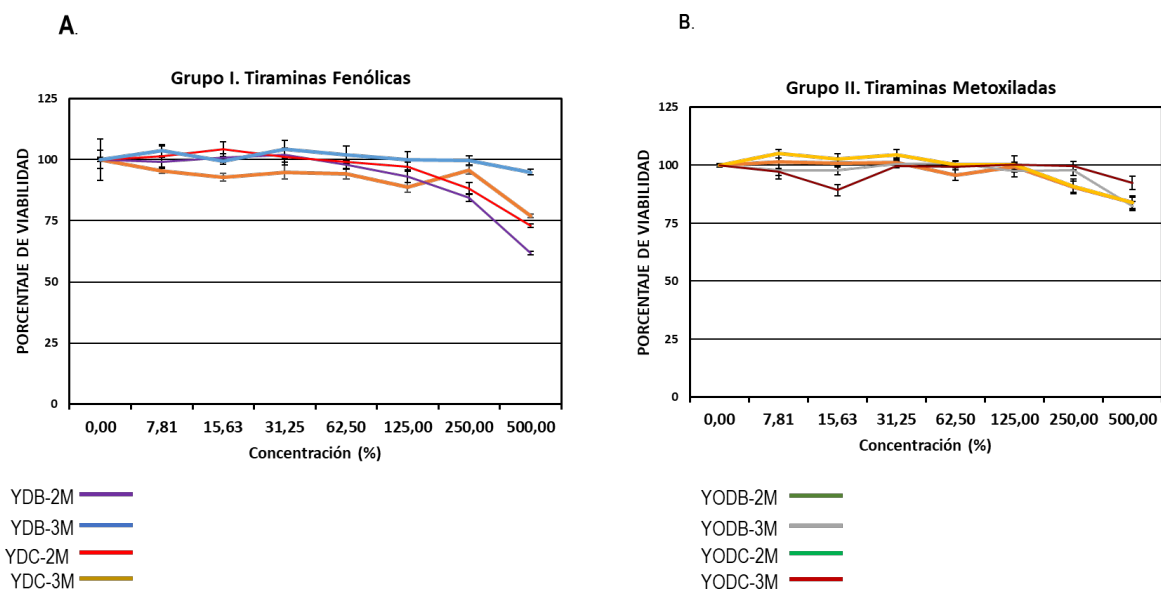 A.
Grupo I. Tiraminas Fenólicas
PORCENTAJE DE VIABILIDAD
125
100
75
50
25
0
0,00 7,81 15,63 31,25 62,50 125,00 250,00 500,00
Concentración (%)
YDB-2M
YDB-3M
YDC-2M
YDC-3M
B.
Grupo II. Tiraminas Metoxiladas
PORCENTAJE DE VIABILIDAD
125
100
75
50
25
0
0,00 7,81 15,63 31,25 62,50 125,00 250,00 500,00
Concentración (%)
YODB-2M
YODB-3M
YODC-2M
YODC-3M